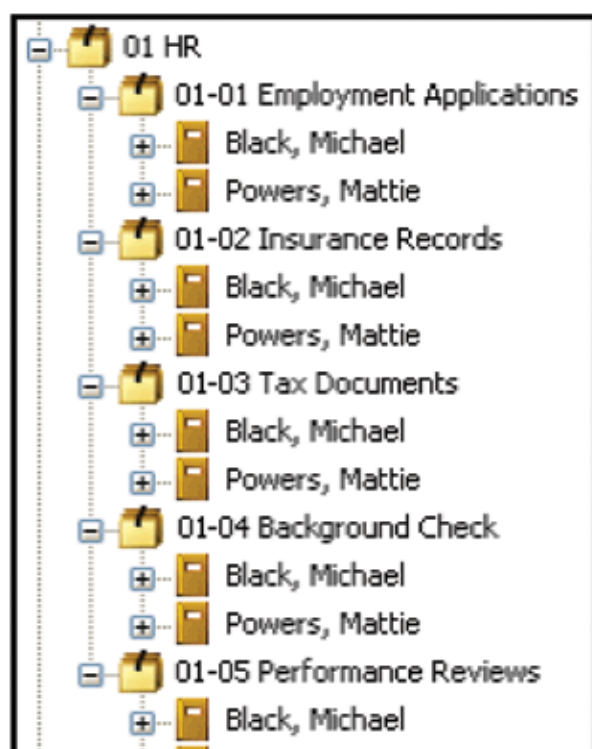 01 HR
01-01 Employment Applications
Black, Michael
Powers, Mattie
01-02 Insurance Records
Black, Michael
Powers, Mattie
01-03 Tax Documents
Black, Michael
Powers, Mattie
01-04 Background Check
Black, Michael
Powers, Mattie
01-05 Performance Reviews
Black, Michael